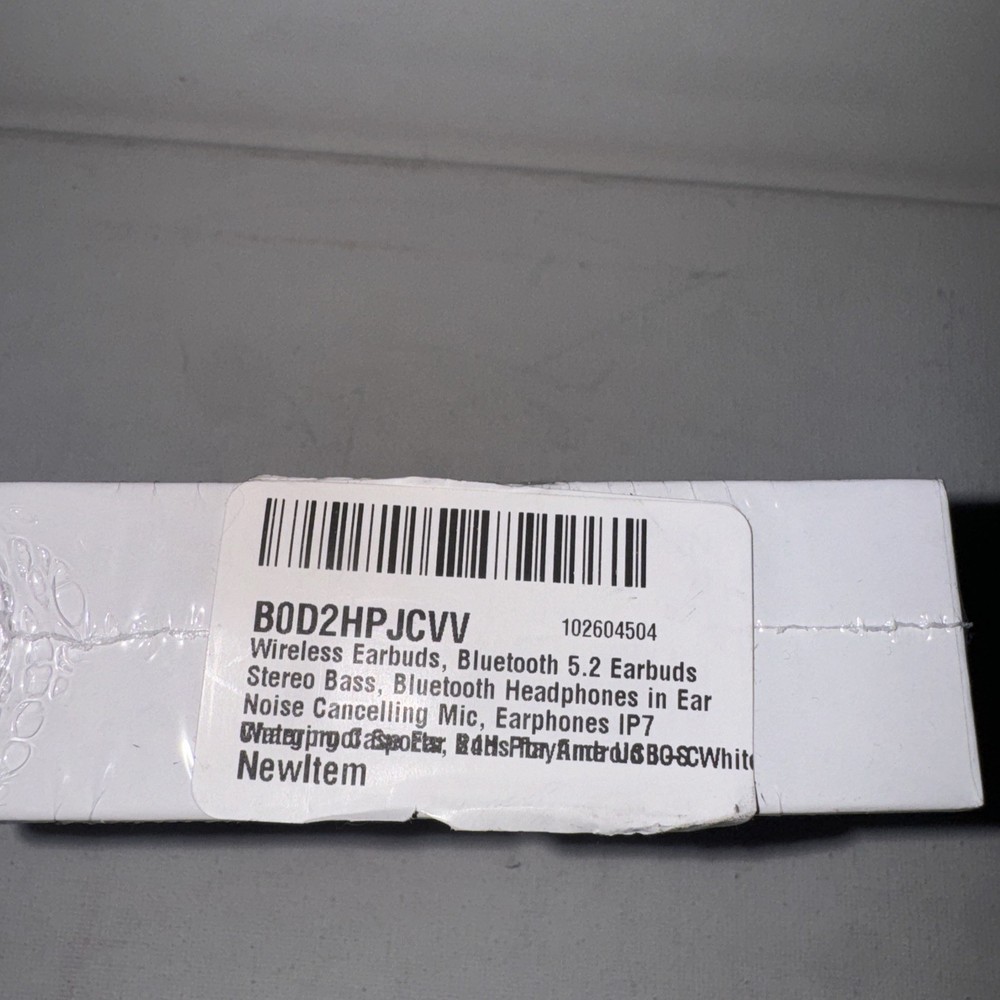 B0D2HPJCVV
102604504
Wireless Earbuds, Bluetooth 5.2 Earbuds
Stereo Bass, Bluetooth Headphones in Ear
Noise Cancelling Mic, Earphones IP7
White
NewItem